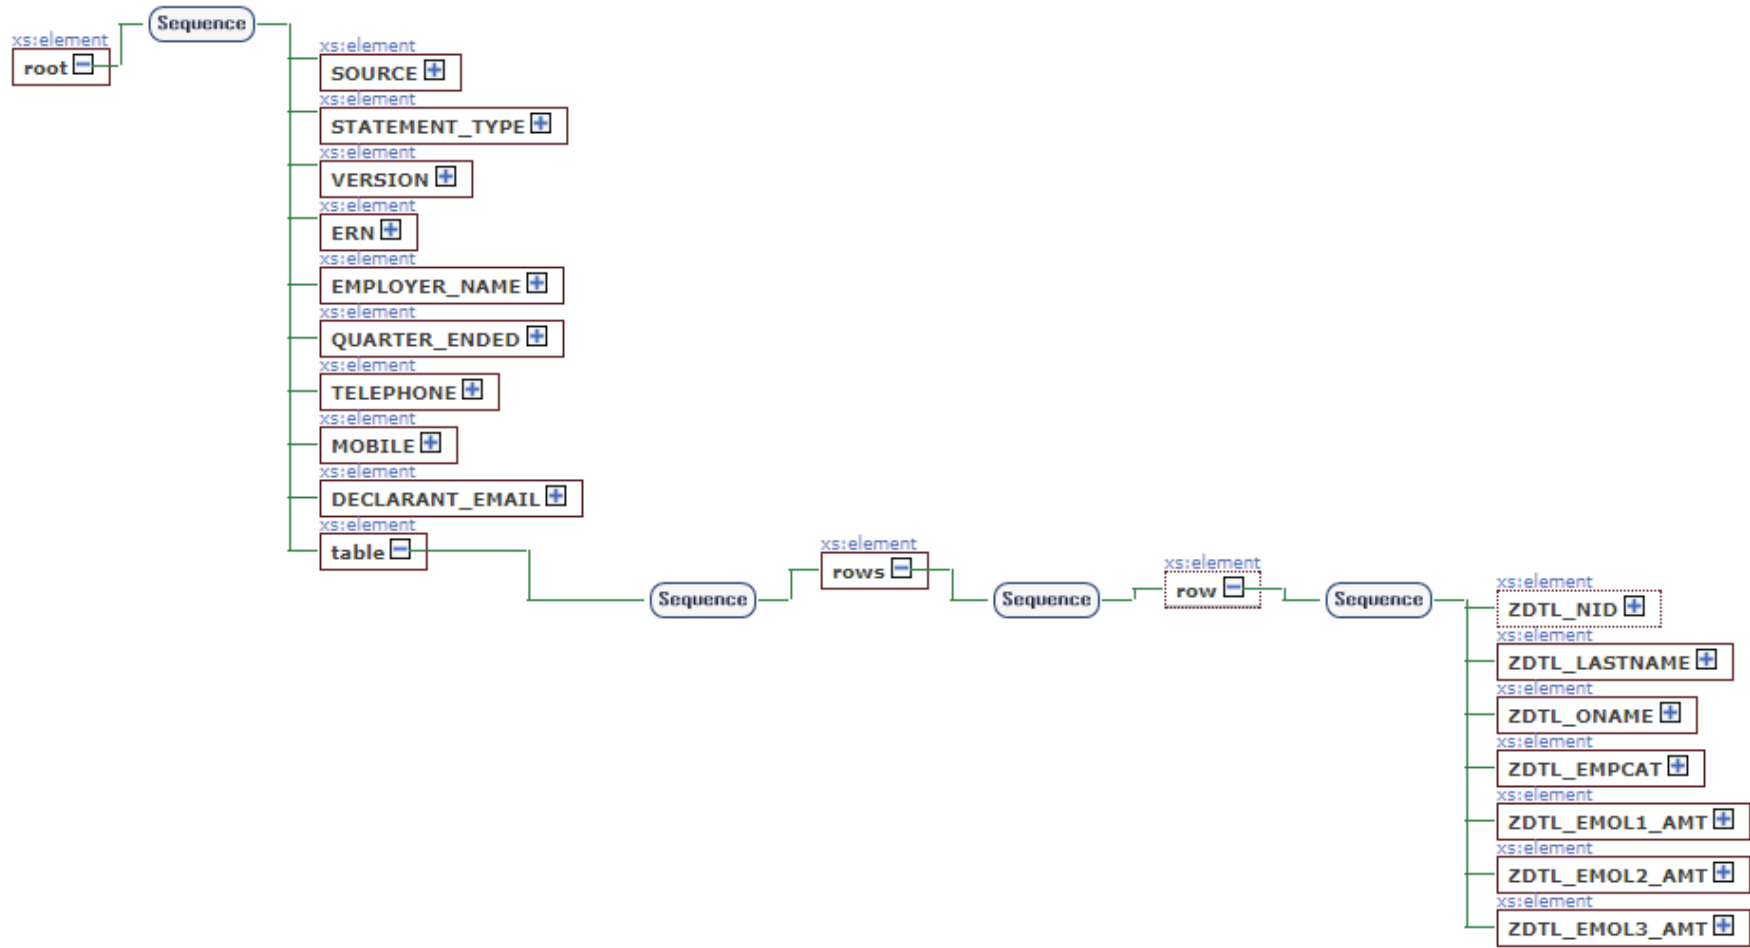 Sequence
xs:element
root
xs:element
SOURCE
xs:element
STATEMENT_TYPE
xs:element
VERSION
xs:element
ERN
xs:element
EMPLOYER_NAME
xs:element
QUARTER_ENDED
xs:element
TELEPHONE
xs:element
MOBILE
xs:element
DECLARANT_EMAIL
xs:element
table
Sequence
xs:element
rows
Sequence
xs:element
row
Sequence
xs:element
ZDTL_NID
xs:element
ZDTL_LASTNAME
xs:element
ZDTL_ONAME
xs:element
ZDTL_EMPCAT
xs:element
ZDTL_EMOL1_AMT
xs:element
ZDTL_EMOL2_AMT
xs:element
ZDTL_EMOL3_AMT